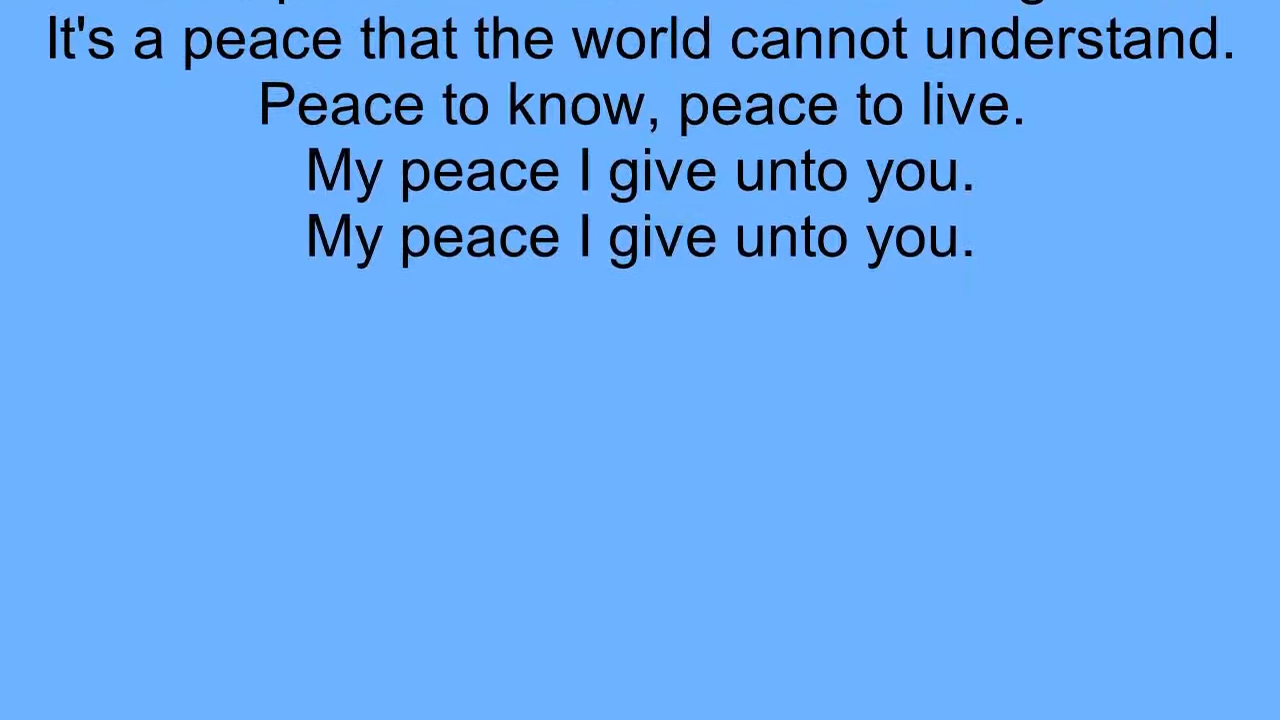 It's a peace that the world cannot understand.
Peace to know, peace to live.
My peace I give unto you.
My peace I give unto you.